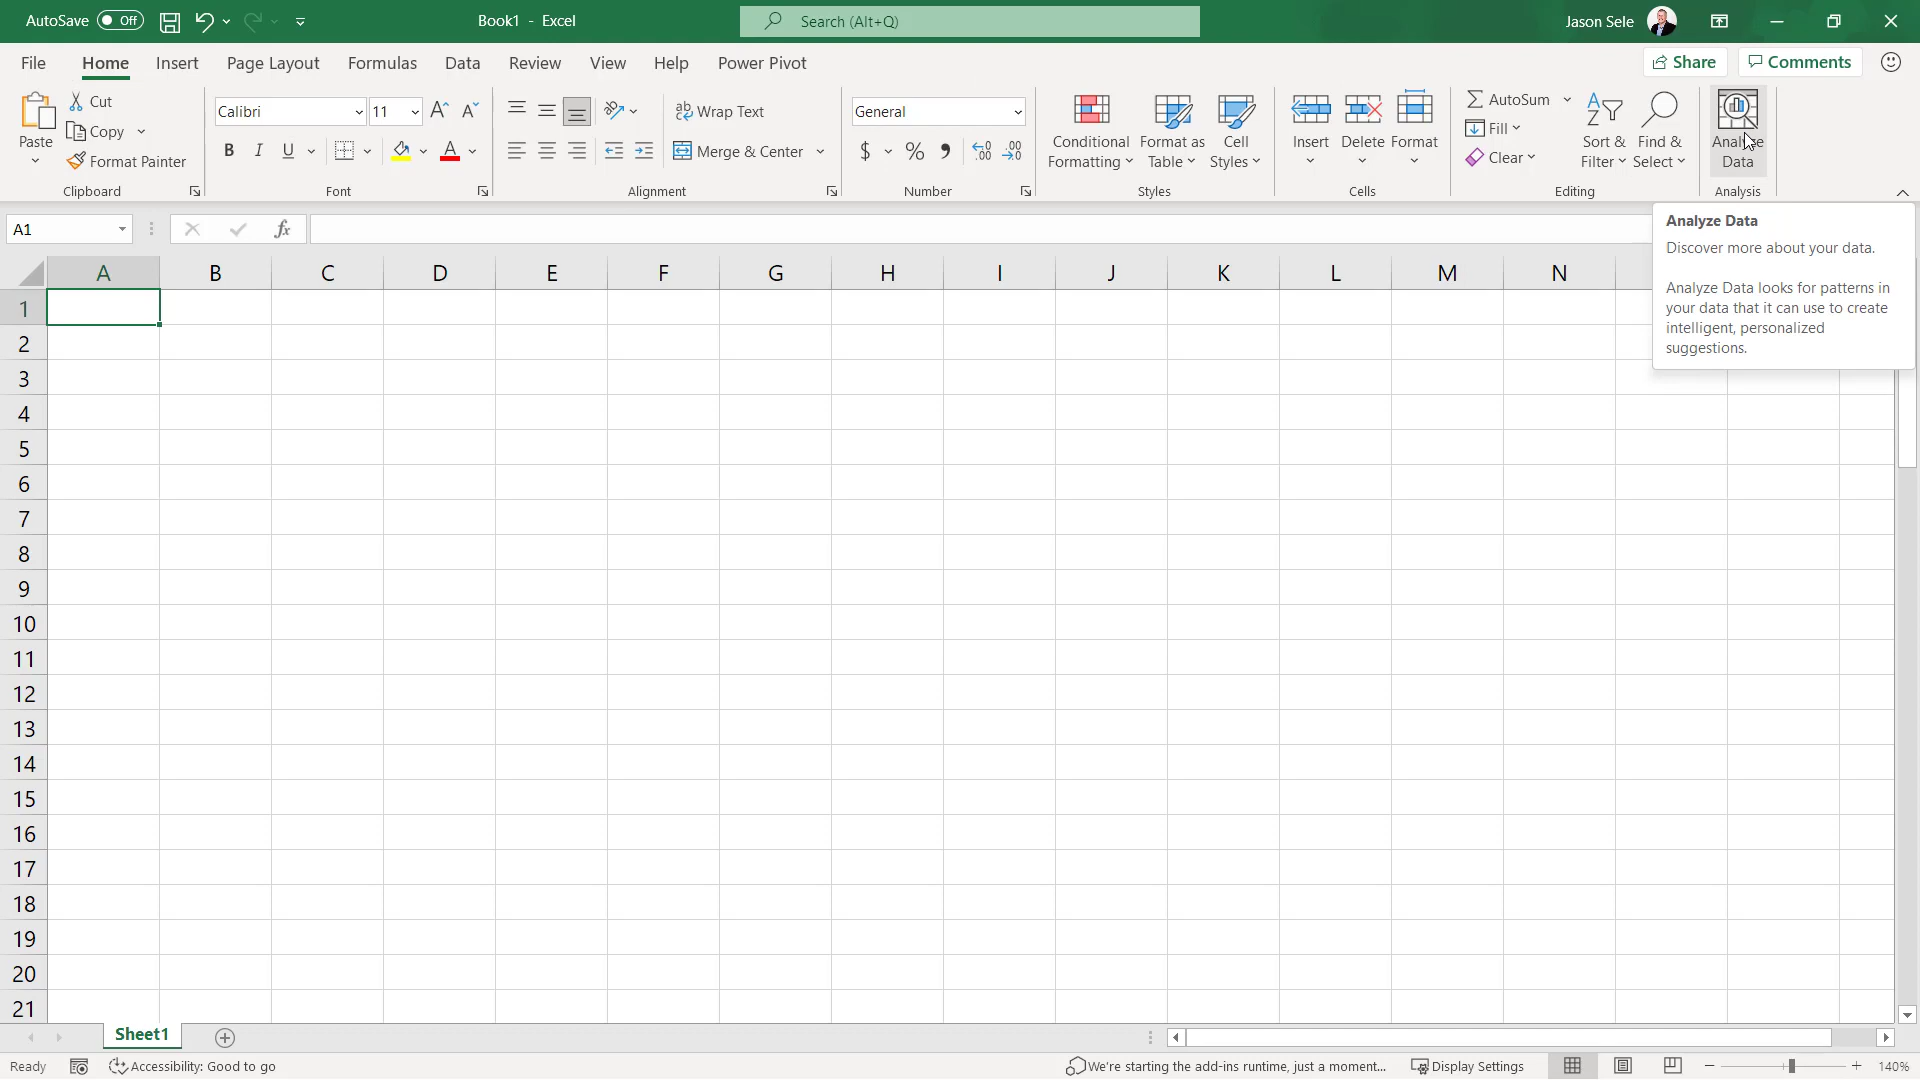 AutoSave Off
Book1 - Excel
Search (Alt+Q)
Jason Sele
File Home Insert Page Layout Formulas Data Review View Help Power Pivot
Share
Comments
Paste
Cut
Copy
Format Painter
Clipboard
Calibri 11
B I U A
Font
ab Wrap Text
Merge & Center
Alignment
General
$ % 9 .00 .00
Number
Conditional
Formatting
Format as
Table
Cell
Styles
Styles
Insert
Delete
Format
Cells
AutoSum
Fill
Clear
Sort &
Filter
Find &
Select
Editing
Analyze
Data
Analysis
A1
fx
Analyze Data
Discover more about your data.
Analyze Data looks for patterns in
your data that it can use to create
intelligent, personalized
suggestions.
A B C D E F G H I J K L M N
1
2
3
4
5
6
7
8
9
10
11
12
13
14
15
16
17
18
19
20
21
Sheet1
Ready
Accessibility: Good to go
We're starting the add-ins runtime, just a moment...
Display Settings
140%